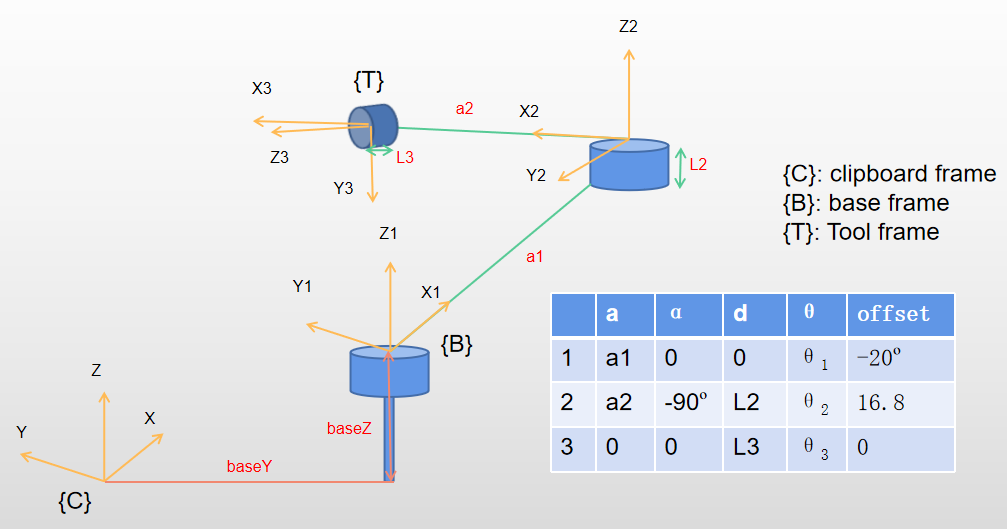 Z2
{T}
X3
a2
X2
Z3
L3
L2
Y3
Y2
{C}: clipboard frame
{B}: base frame
{T}: Tool frame
Z1
a1
Y1
X1
{B}
a α d θ offset
1 a1 0 0 θ1 -20°
2 a2 -90° L2 θ2 16.8
3 0 0 L3 θ3 0
Z
X
Y
baseZ
baseY
{C}